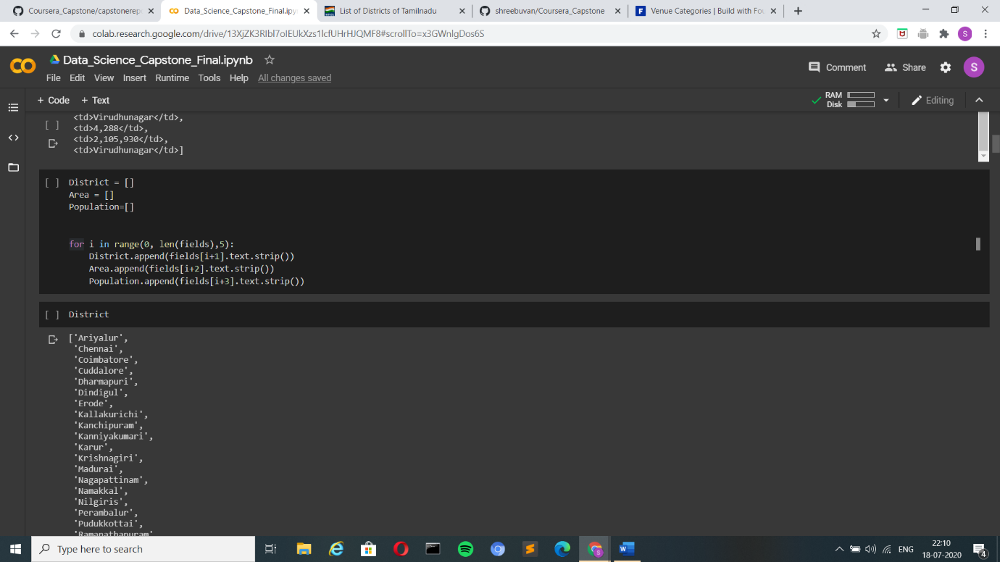 Coursera_Capstone/capstonerep
Data_Science_Capstone_Final.ipy
List of Districts of Tamilnadu
shreebuvan/Coursera_Capstone
Venue Categories | Build with Fou
colab.research.google.com/drive/13XjZK3RIbl7oIEUkXzs1lcfUHrHJQMF8#scrollTo=x3GWnlgDos6S
S
Data_Science_Capstone_Final.ipynb
Comment Share S
File Edit View Insert Runtime Tools Help All changes saved
+ Code + Text
RAM
Disk
Editing
<td>Virudhunagar</td>,
[ ] <td>4,288</td>,
<td>2,105,930</td>,
<td>Virudhunagar</td>]
[ ] District = []
Area = []
Population=[]
for i in range(0, len(fields),5):
District.append(fields[i+1].text.strip())
Area.append(fields[i+2].text.strip())
Population.append(fields[i+3].text.strip())
[ ] District
['Ariyalur',
'Chennai',
'Coimbatore',
'Cuddalore',
'Dharmapuri',
'Dindigul',
'Erode',
'Kallakurichi',
'Kanchipuram',
'Kanniyakumari',
'Karur',
'Krishnagiri',
'Madurai',
'Nagapattinam',
'Namakkal',
'Nilgiris',
'Perambalur',
'Pudukkottai',
'Ramanathapuram'
Type here to search
ENG
22:10
18-07-2020
4